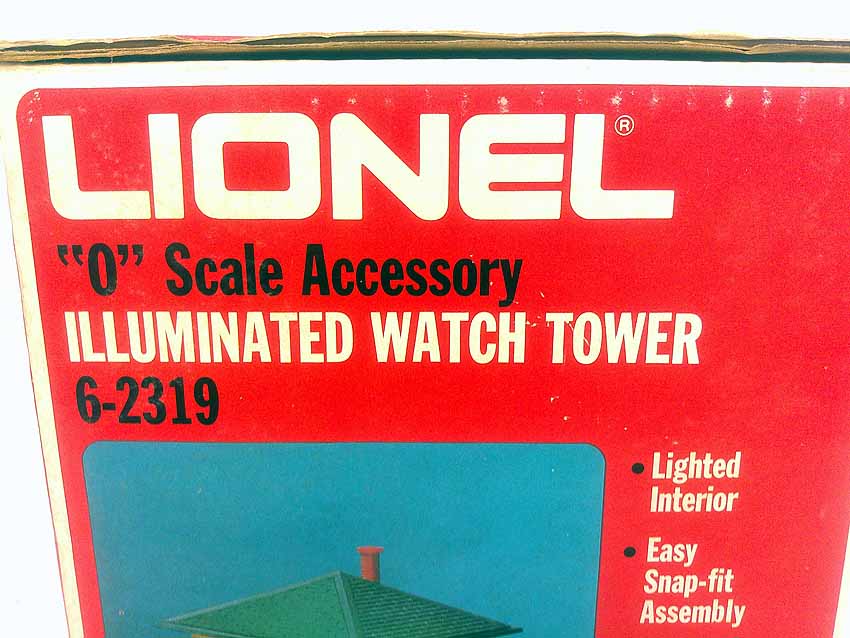 LIONEL®
“O” Scale Accessory
ILLUMINATED WATCH TOWER
6-2319
• Lighted
Interior
• Easy
Snap-fit
Assembly